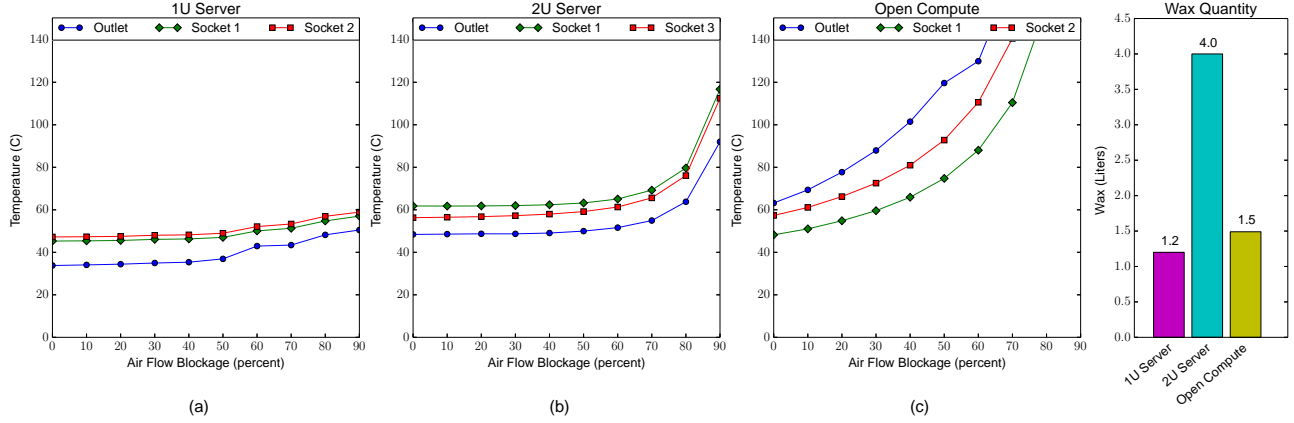 1U Server
Outlet Socket 1 Socket 2
140
120
100
80
60
40
20
0
Temperature (C)
0 10 20 30 40 50 60 70 80 90
Air Flow Blockage (percent)
(a)
2U Server
Outlet Socket 1 Socket 3
140
120
100
80
60
40
20
0
Temperature (C)
0 10 20 30 40 50 60 70 80 90
Air Flow Blockage (percent)
(b)
Open Compute
Outlet Socket 1 Socket 2
140
120
100
80
60
40
20
0
Temperature (C)
0 10 20 30 40 50 60 70 80 90
Air Flow Blockage (percent)
(c)
Wax Quantity
4.5
4.0
3.5
3.0
2.5
2.0
1.5
1.0
0.5
0.0
Wax (Liters)
1.2
4.0
1.5
1U Server
2U Server
Open Compute